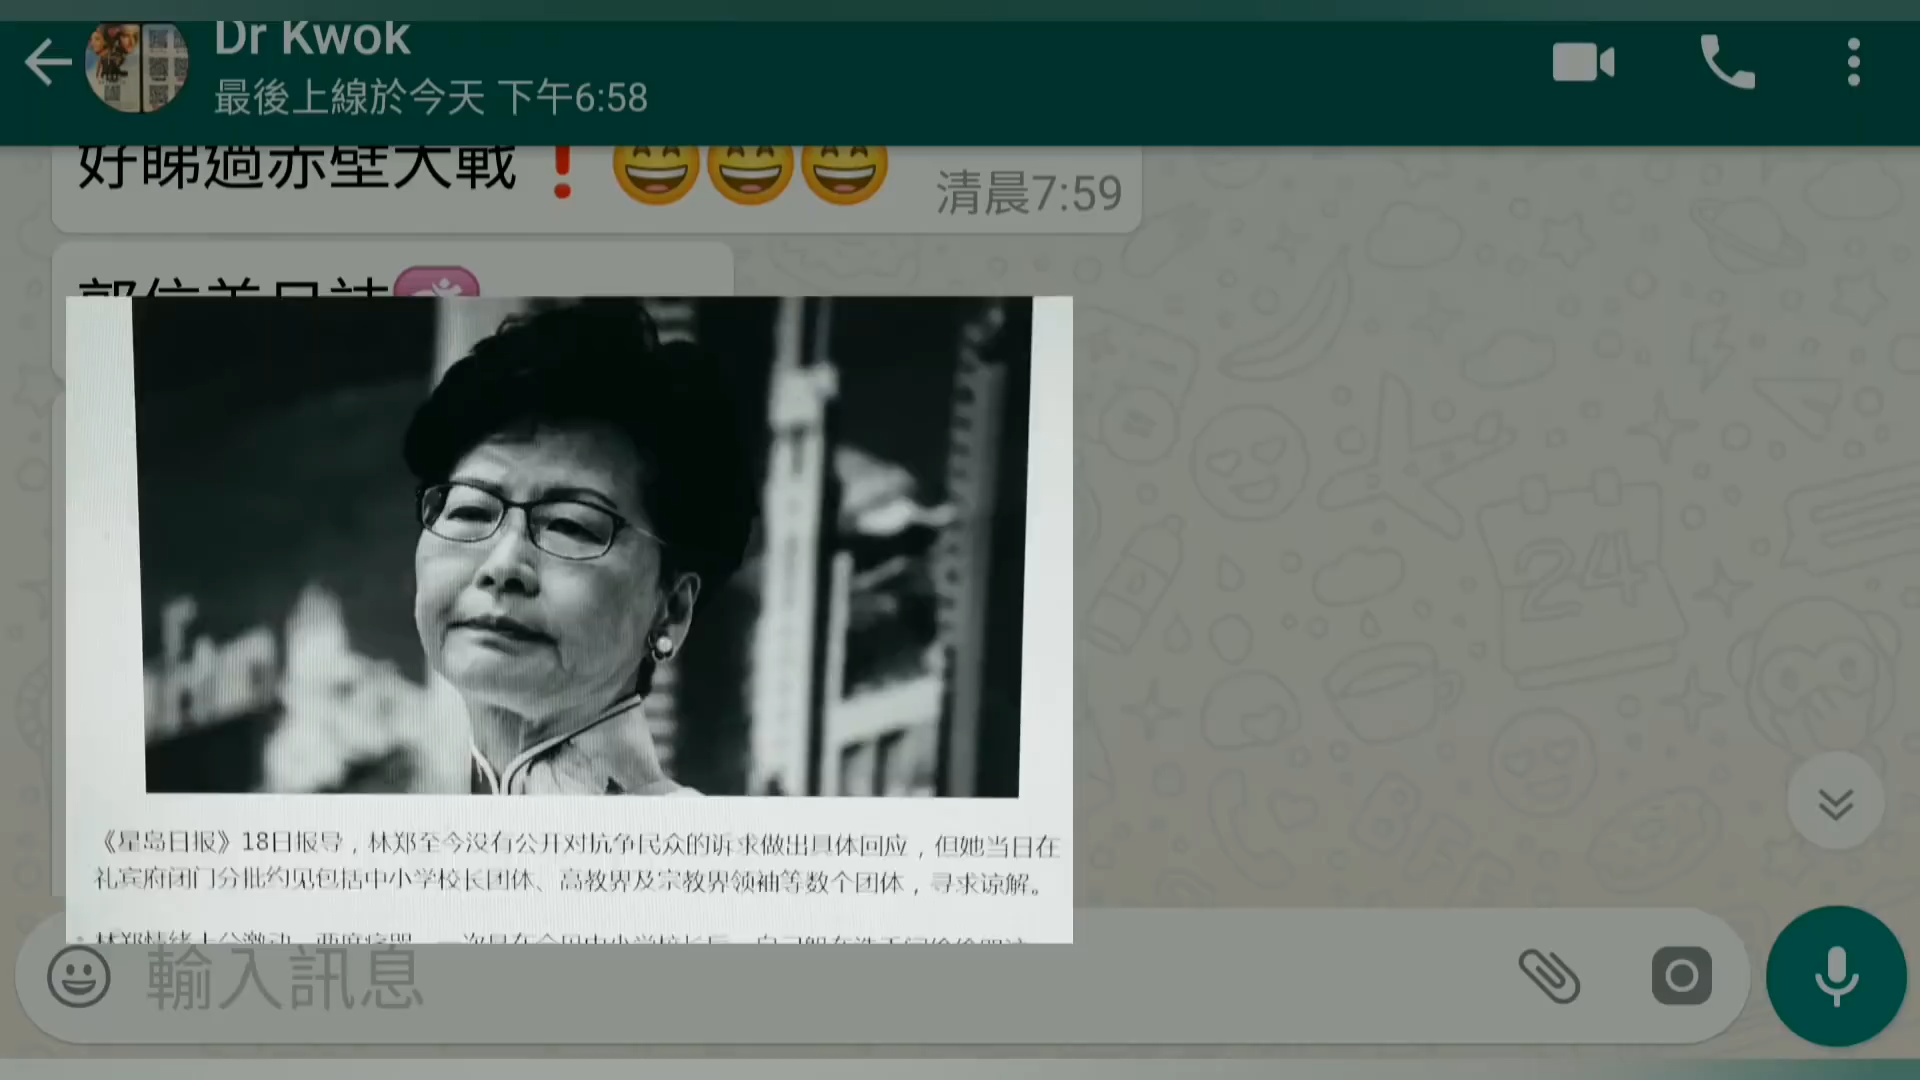 Dr Kwok
最後上線於今天 下午6:58
好睇過赤壁大戰❗😄😄😄
清晨7:59
24
《星岛日报》18日报导，林郑至今没有公开对抗争民众的诉求做出具体回应，但她当日在
礼宾府闭门分批约见包括中小学校长团体、高教界及宗教界领袖等数个团体，寻求谅解。
輸入訊息